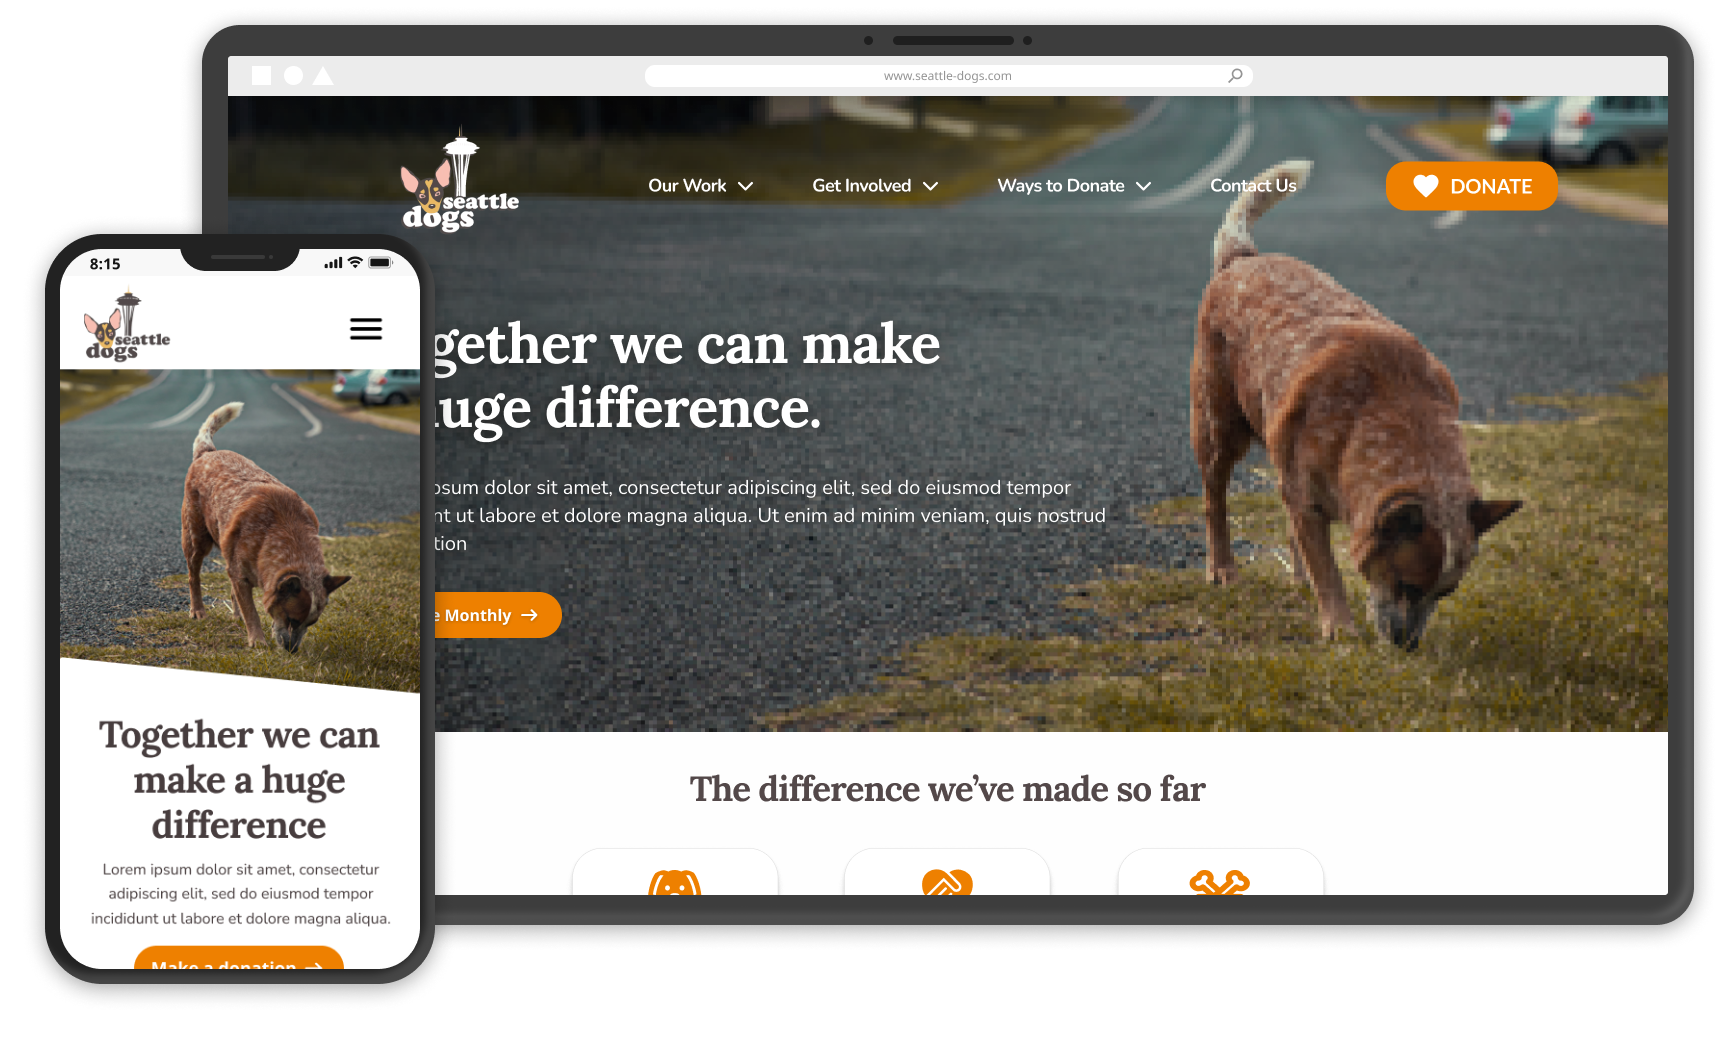 www.seattle-dogs.com
seattle
dogs
Our Work
Get Involved
Ways to Donate
Contact Us
DONATE
gether we can make
uge difference.
sum dolor sit amet, consectetur adipiscing elit, sed do eiusmod tempor
nt ut labore et dolore magna aliqua. Ut enim ad minim veniam, quis nostrud
tion
e Monthly
The difference we’ve made so far
8:15
seattle
dogs
Together we can
make a huge
difference
Lorem ipsum dolor sit amet, consectetur
adipiscing elit, sed do eiusmod tempor
incididunt ut labore et dolore magna aliqua.
Make a donation